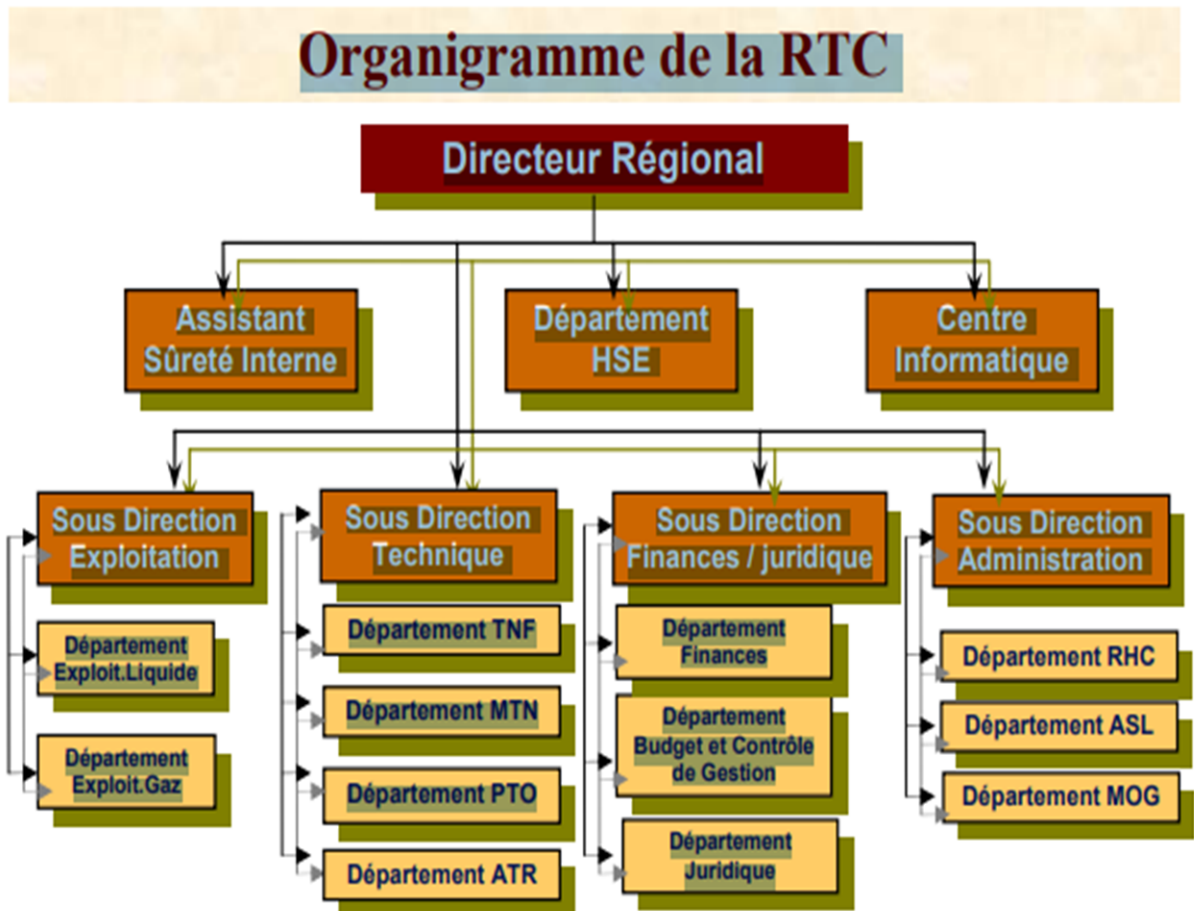 Organigramme de la RTC
Directeur Régional
Assistant
Sûreté Interne
Département
HSE
Centre
Informatique
Sous Direction
Exploitation
Département
Exploit.Liquide
Département
Exploit.Gaz
Sous Direction
Technique
Département TNF
Département MTN
Département PTO
Département ATR
Sous Direction
Finances / juridique
Département
Finances
Département
Budget et Contrôle
de Gestion
Département
Juridique
Sous Direction
Administration
Département RHC
Département ASL
Département MOG